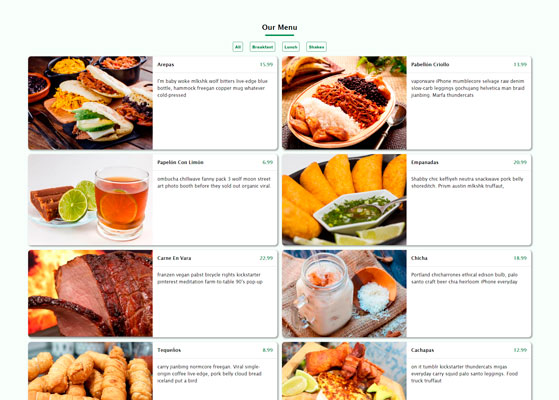 Our Menu
All Breakfast Lunch Shakes
Arepas 15.99
I'm baby woke mlkshk wolf bitters live-edge blue
bottle, hammock freegan copper mug whatever
cold-pressed
Pabellón Criollo 13.99
vaporware iPhone mumblecore selvage raw denim
slow-carb leggings gochujang helvetica man braid
jianbing. Marfa thundercats
Papelón Con Limón 6.99
ombucha chillwave fanny pack 3 wolf moon street
art photo booth before they sold out organic viral.
Empanadas 20.99
Shabby chic keffiyeh neutra snackwave pork belly
shoreditch. Prism austin mlkshk truffaut,
Carne En Vara 22.99
franzen vegan pabst bicycle rights kickstarter
pinterest meditation farm-to-table 90's pop-up
Chicha 18.99
Portland chicharrones ethical edison bulb, palo
santo craft beer chia heirloom iPhone everyday
Tequeños 8.99
carry jianbing normcore freegan. Viral single-
origin coffee live-edge, pork belly cloud bread
iceland put a bird
Cachapas 12.99
on it tumblr kickstarter thundercats migas
everyday carry squid palo santo leggings. Food
truck truffaut